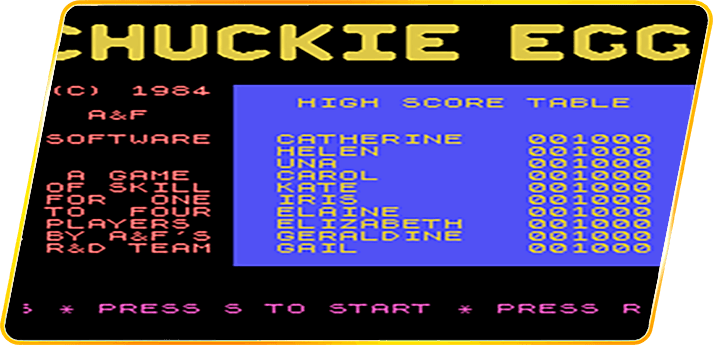 CHUCKIE EGG
(C) 1984
A&F
SOFTWARE
A GAME
OF SKILL
FOR ONE
TO FOUR
PLAYERS
BY A&F'S
R&D TEAM
HIGH SCORE TABLE
CATHERINE 001000
HELEN 001000
UNA 001000
CAROL 001000
KATE 001000
IRIS 001000
ELAINE 001000
ELIZABETH 001000
GERALDINE 001000
GAIL 001000
S * PRESS S TO START * PRESS R